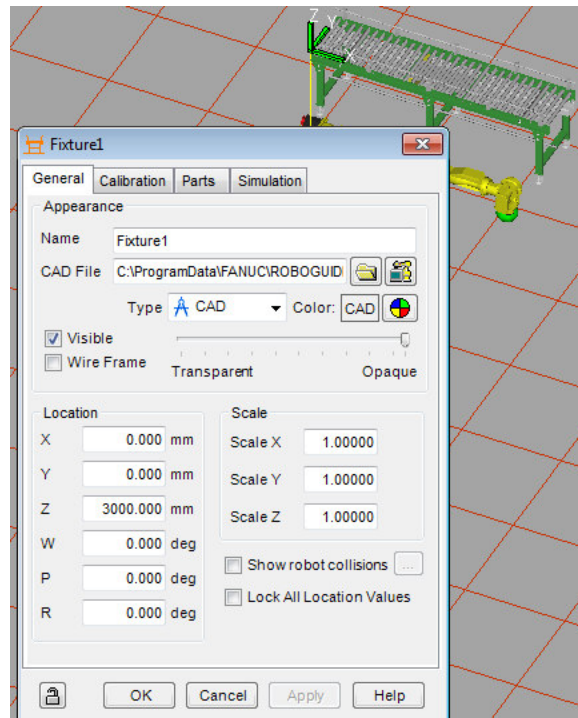 Z Y
X
Fixture1
General Calibration Parts Simulation
Appearance
Name Fixture1
CAD File C:\ProgramData\FANUC\ROBOGUID
Type CAD Color: CAD
Visible
Wire Frame Transparent Opaque
Location Scale
X 0.000 mm Scale X 1.00000
Y 0.000 mm Scale Y 1.00000
Z 3000.000 mm Scale Z 1.00000
W 0.000 deg
P 0.000 deg Show robot collisions ...
R 0.000 deg Lock All Location Values
OK Cancel Apply Help